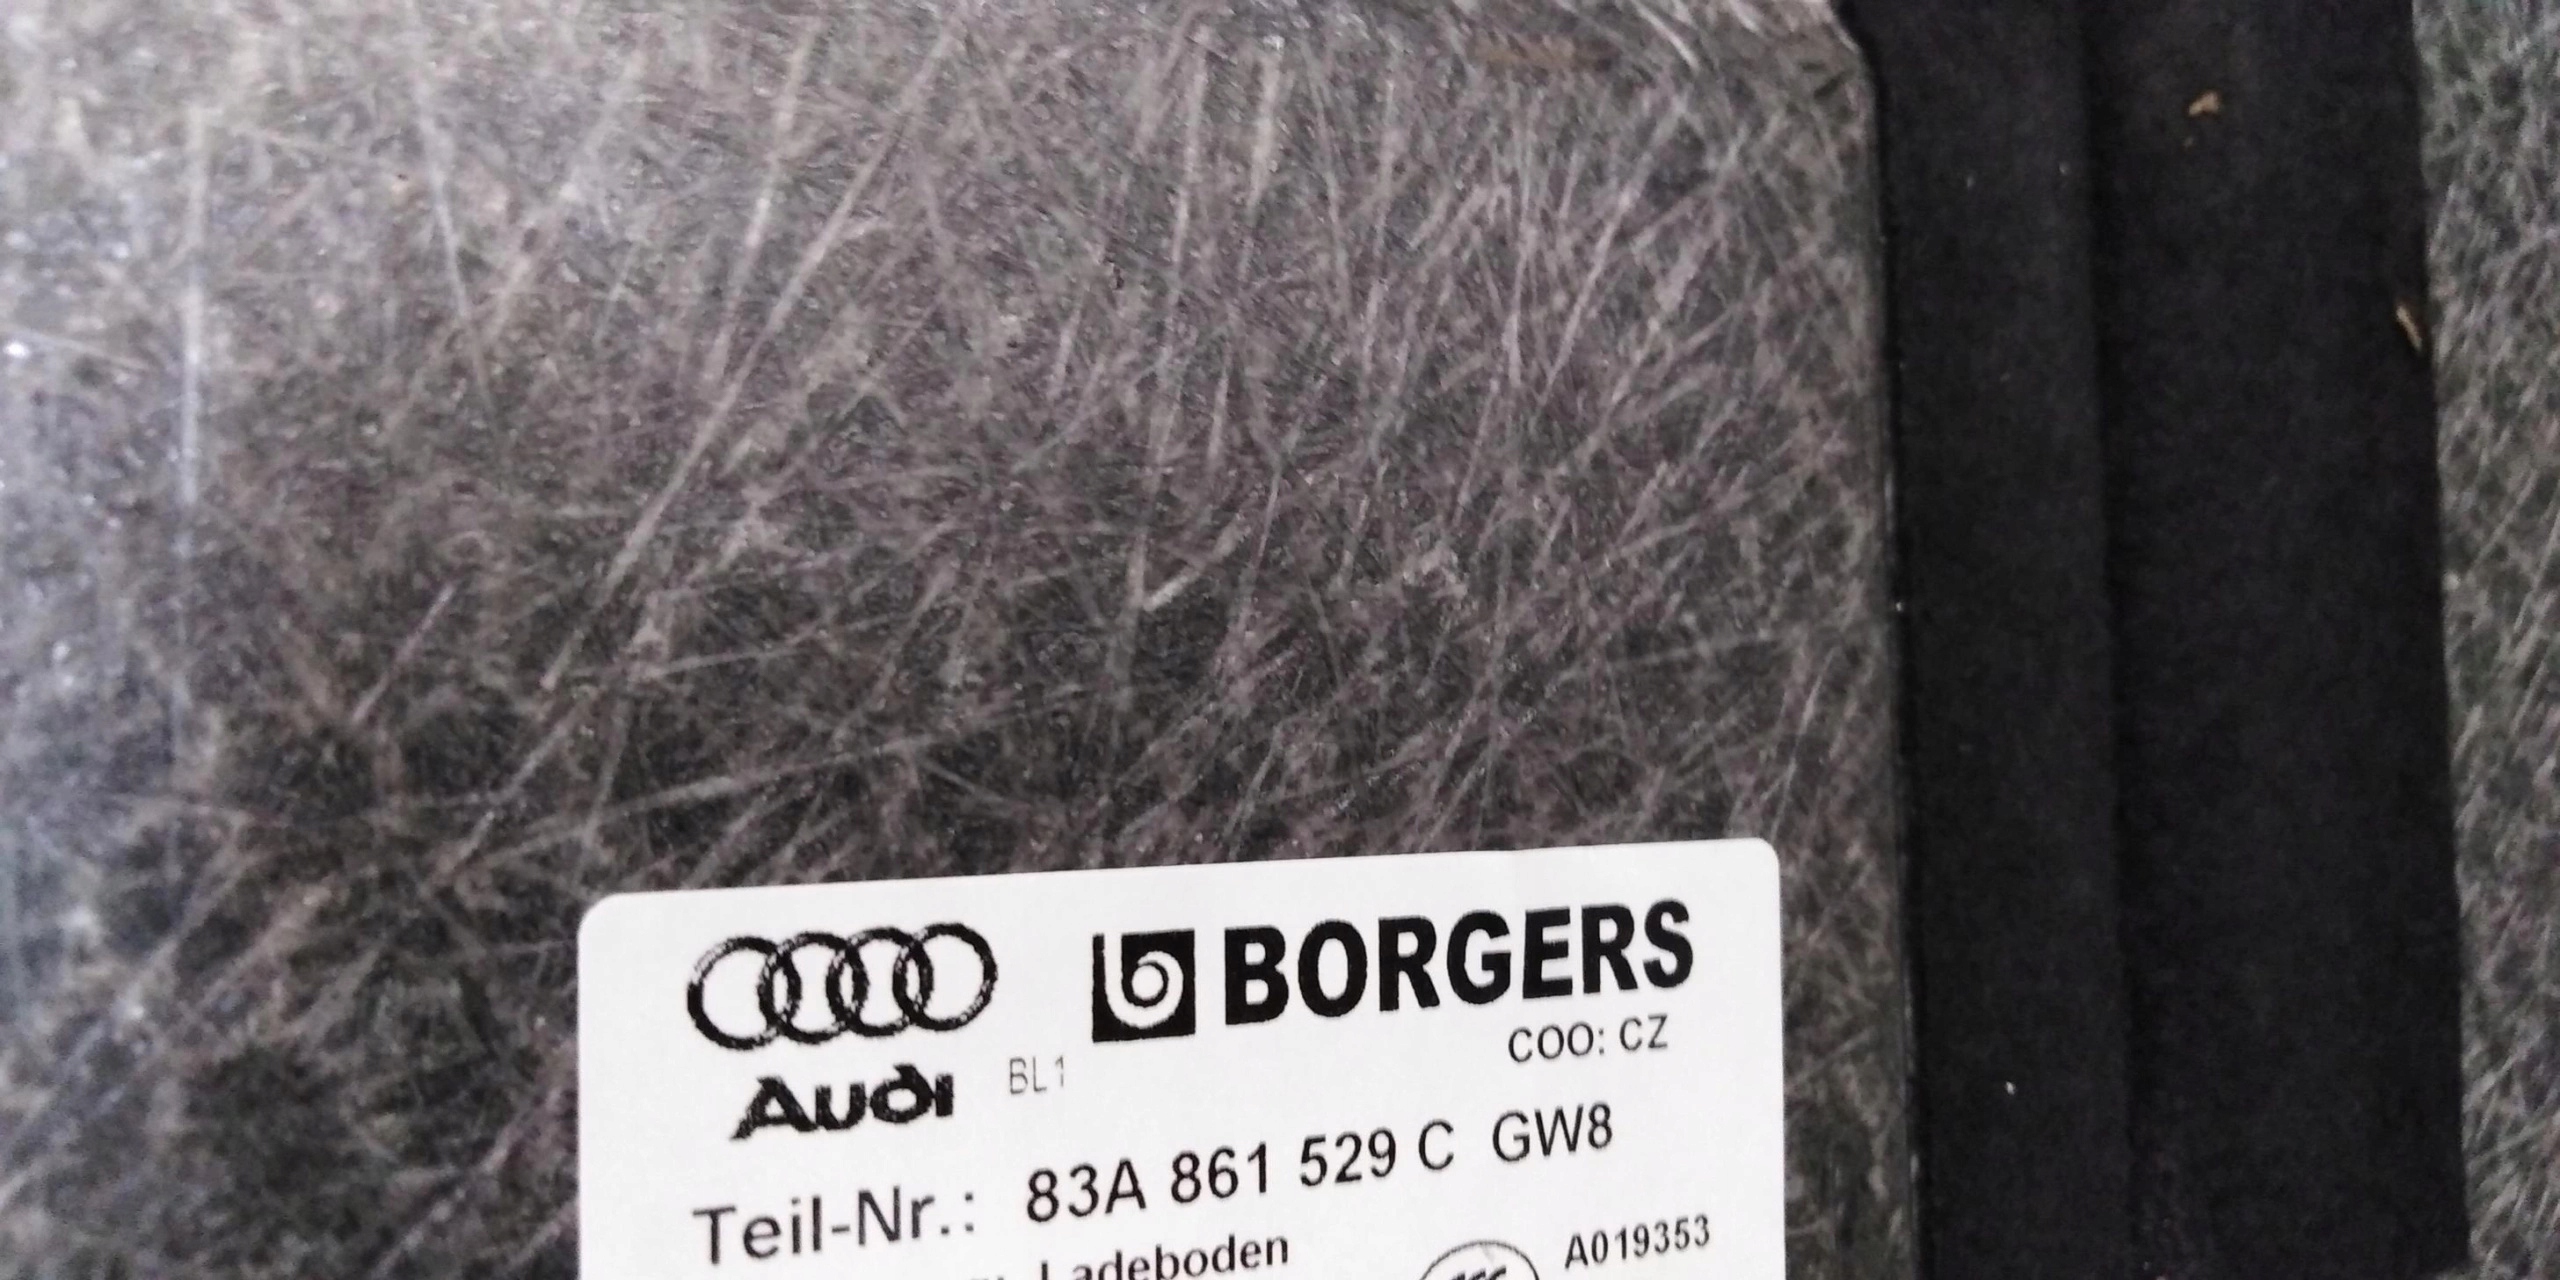 BORGERS
COO: CZ
Audi BL1
Teil-Nr.: 83A 861 529 C GW8
Ladeboden
A019353